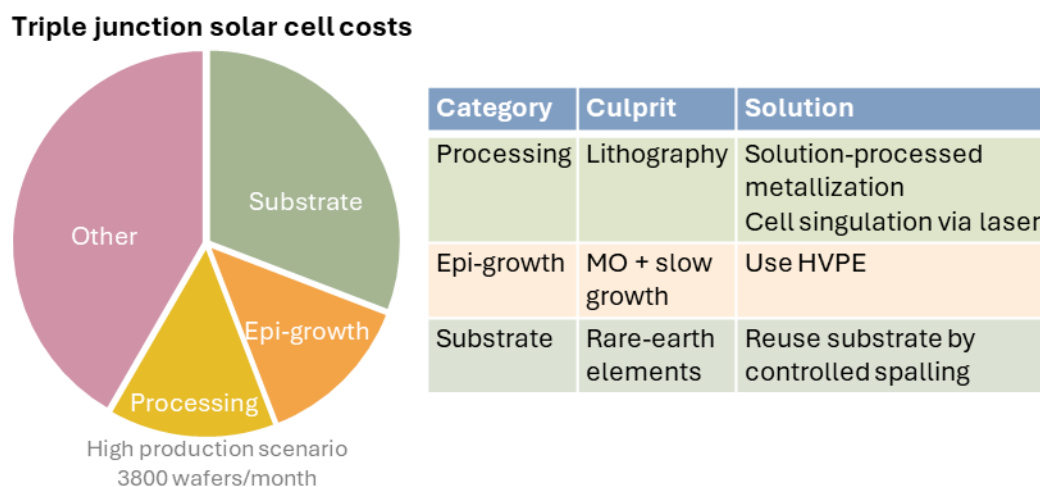 Triple junction solar cell costs
Substrate
Other
Epi-growth
Processing
High production scenario
3800 wafers/month
Category Culprit Solution
Processing Lithography Solution-processed
metallization
Cell singulation via laser
Epi-growth MO + slow Use HVPE
growth
Substrate Rare-earth Reuse substrate by
elements controlled spalling